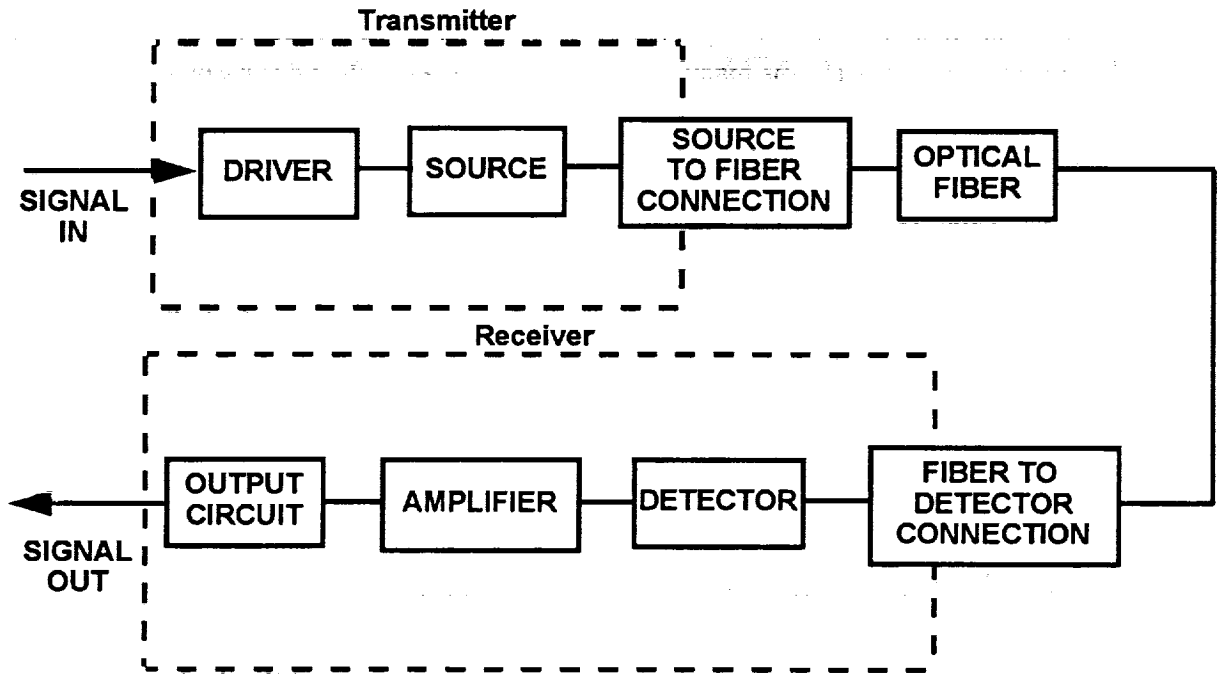 Transmitter
SIGNAL
IN
DRIVER
SOURCE
SOURCE
TO FIBER
CONNECTION
OPTICAL
FIBER
Receiver
SIGNAL
OUT
OUTPUT
CIRCUIT
AMPLIFIER
DETECTOR
FIBER TO
DETECTOR
CONNECTION